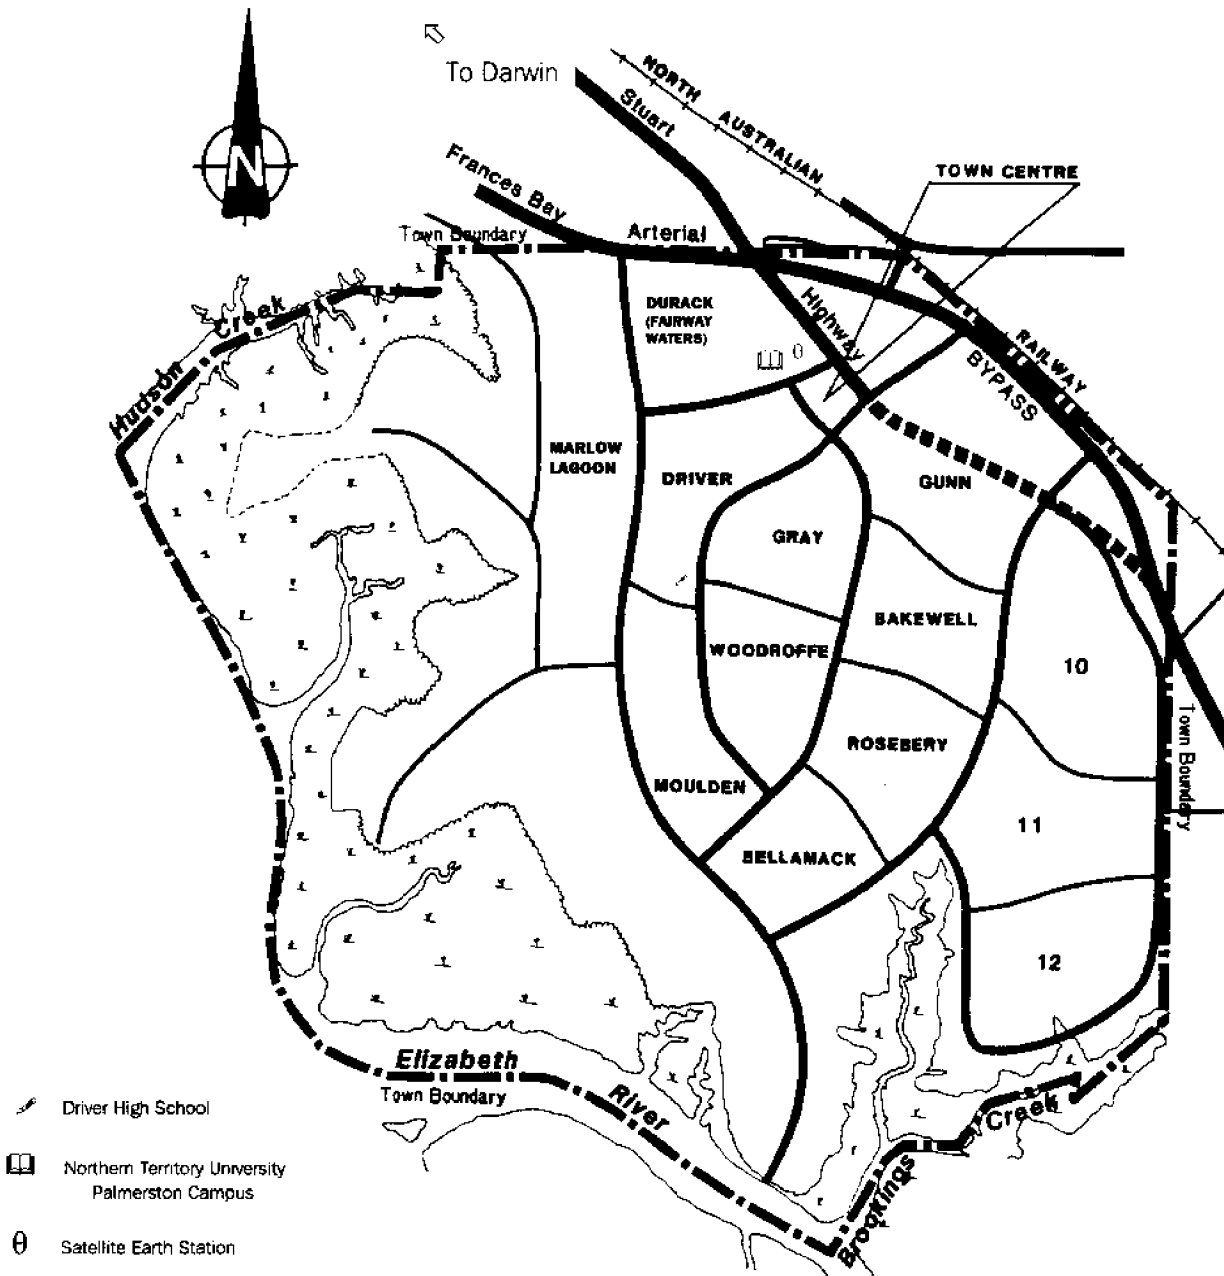 To Darwin
N
NORTH AUSTRALIAN RAILWAY
Stuart Highway
Frances Bay Arterial
TOWN CENTRE
Town Boundary
Hudson Creek
DURACK
(FAIRWAY
WATERS)
θ
BYPASS
MARLOW
LAGOON
DRIVER
GUNN
GRAY
BAKEWELL
WOODROFFE
10
Town Boundary
ROSEBERY
MOULDEN
11
BELLAMACK
12
Elizabeth River
Town Boundary
Brookings Creek
Driver High School
Northern Territory University
Palmerston Campus
θ Satellite Earth Station